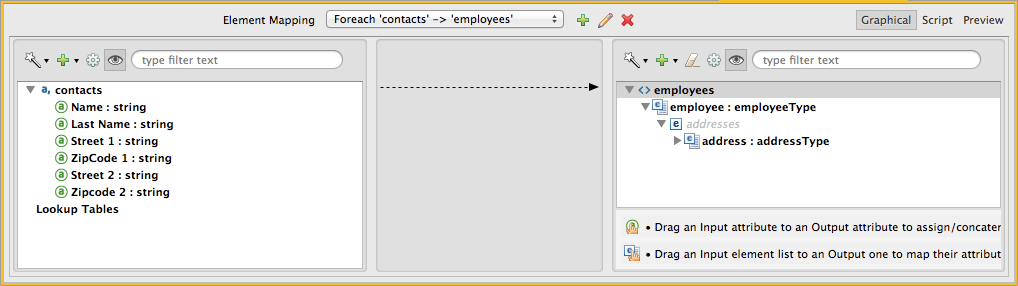 Element Mapping Foreach 'contacts' -> 'employees' Graphical Script Preview
type filter text
a, contacts
a Name : string
a Last Name : string
a Street 1 : string
a ZipCode 1 : string
a Street 2 : string
a Zipcode 2 : string
Lookup Tables
type filter text
<> employees
e employee : employeeType
e addresses
e address : addressType
• Drag an Input attribute to an Output attribute to assign/concaten
• Drag an Input element list to an Output one to map their attribut